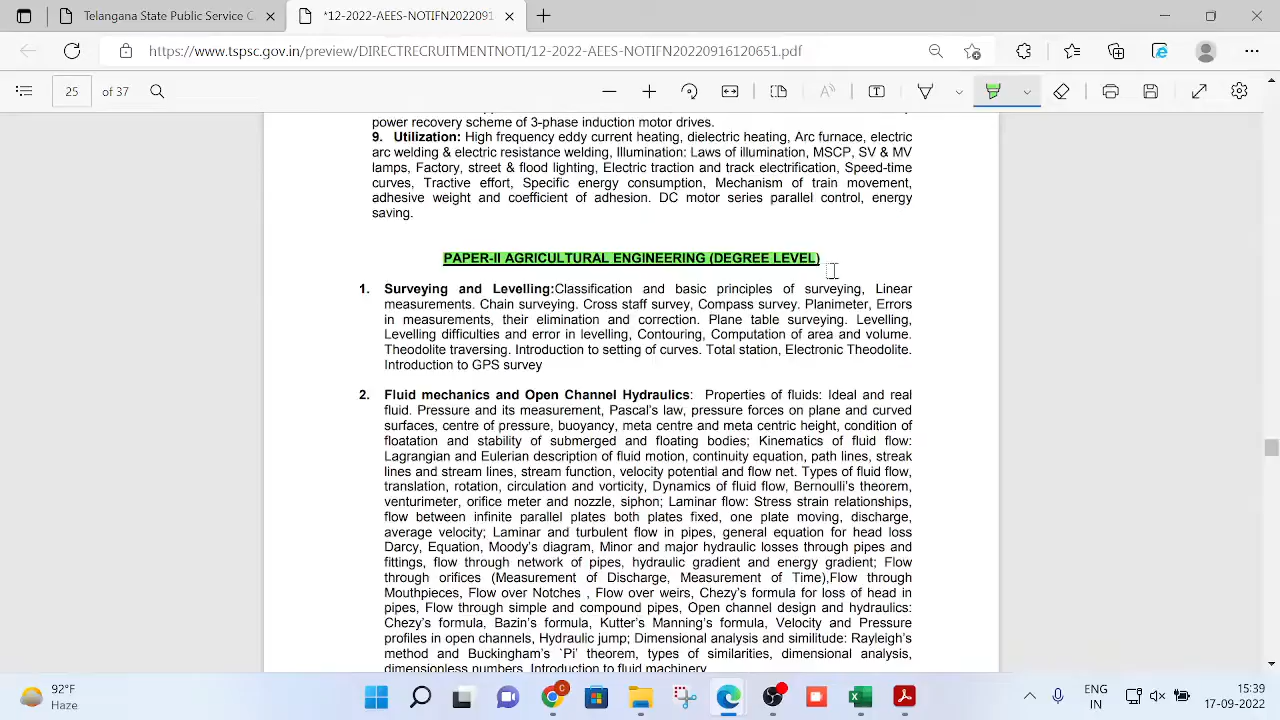 Telangana State Public Service C
*12-2022-AEES-NOTIFN2022091
https://www.tspsc.gov.in/preview/DIRECTRECRUITMENTNOTI/12-2022-AEES-NOTIFN20220916120651.pdf
25 of 37
power recovery scheme of 3-phase induction motor drives.
9. Utilization: High frequency eddy current heating, dielectric heating, Arc furnace, electric
arc welding & electric resistance welding, Illumination: Laws of illumination, MSCP, SV & MV
lamps, Factory, street & flood lighting, Electric traction and track electrification, Speed-time
curves, Tractive effort, Specific energy consumption, Mechanism of train movement,
adhesive weight and coefficient of adhesion. DC motor series parallel control, energy
saving.
PAPER-II AGRICULTURAL ENGINEERING (DEGREE LEVEL)
1. Surveying and Levelling:Classification and basic principles of surveying, Linear
measurements. Chain surveying. Cross staff survey, Compass survey. Planimeter, Errors
in measurements, their elimination and correction. Plane table surveying. Levelling,
Levelling difficulties and error in levelling, Contouring, Computation of area and volume.
Theodolite traversing. Introduction to setting of curves. Total station, Electronic Theodolite.
Introduction to GPS survey
2. Fluid mechanics and Open Channel Hydraulics: Properties of fluids: Ideal and real
fluid. Pressure and its measurement, Pascal's law, pressure forces on plane and curved
surfaces, centre of pressure, buoyancy, meta centre and meta centric height, condition of
floatation and stability of submerged and floating bodies; Kinematics of fluid flow:
Lagrangian and Eulerian description of fluid motion, continuity equation, path lines, streak
lines and stream lines, stream function, velocity potential and flow net. Types of fluid flow,
translation, rotation, circulation and vorticity, Dynamics of fluid flow, Bernoulli's theorem,
venturimeter, orifice meter and nozzle, siphon; Laminar flow: Stress strain relationships,
flow between infinite parallel plates both plates fixed, one plate moving, discharge,
average velocity; Laminar and turbulent flow in pipes, general equation for head loss
Darcy, Equation, Moody's diagram, Minor and major hydraulic losses through pipes and
fittings, flow through network of pipes, hydraulic gradient and energy gradient; Flow
through orifices (Measurement of Discharge, Measurement of Time),Flow through
Mouthpieces, Flow over Notches , Flow over weirs, Chezy's formula for loss of head in
pipes, Flow through simple and compound pipes, Open channel design and hydraulics:
Chezy's formula, Bazin's formula, Kutter's Manning's formula, Velocity and Pressure
profiles in open channels, Hydraulic jump; Dimensional analysis and similitude: Rayleigh's
method and Buckingham's `Pi' theorem, types of similarities, dimensional analysis,
dimensionless numbers. Introduction to fluid machinery.
92°F
Haze
ENG
IN
15:39
17-09-2022